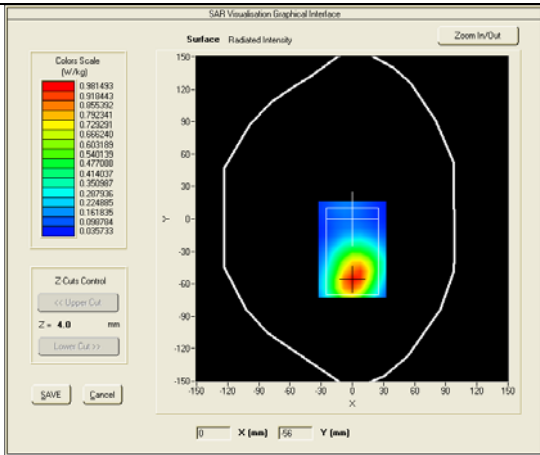 SAR Visualisation Graphical Interface
Surface Radiated Intensity
Zoom In/Out
Colors Scale
(W/kg)
0.981493
0.918443
0.855392
0.792341
0.729291
0.666240
0.603189
0.540139
0.477088
0.414037
0.350987
0.287936
0.224885
0.161835
0.098784
0.035733
150
120
90
60
30
0
-30
-60
-90
-120
-150
Y
-150 -120 -90 -60 -30 0 30 60 90 120 150
X
Z-Cuts Control
<< Upper Cut
Z = 4.0 mm
Lower Cut >>
SAVE Cancel
0 X (mm) -56 Y (mm)